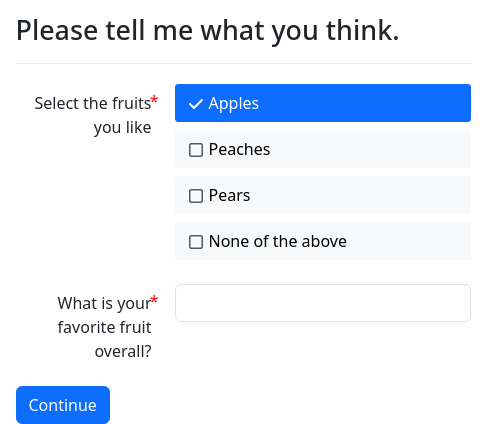 Please tell me what you think.
Select the fruits*
you like
Apples
Peaches
Pears
None of the above
What is your*
favorite fruit
overall?
Continue